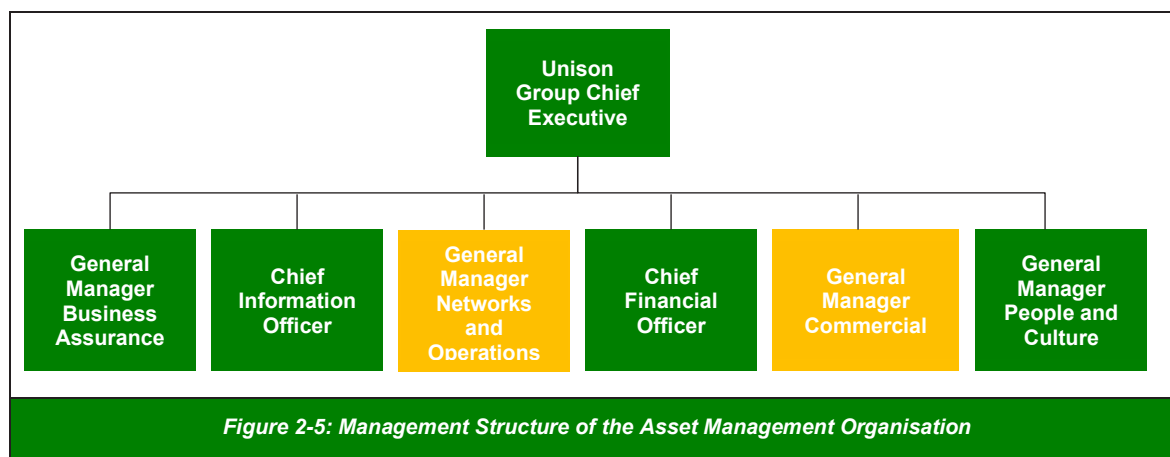 Unison
Group Chief
Executive
General
Manager
Business
Assurance
Chief
Information
Officer
General
Manager
Networks
and
Operations
Chief
Financial
Officer
General
Manager
Commercial
General
Manager
People and
Culture
Figure 2-5: Management Structure of the Asset Management Organisation